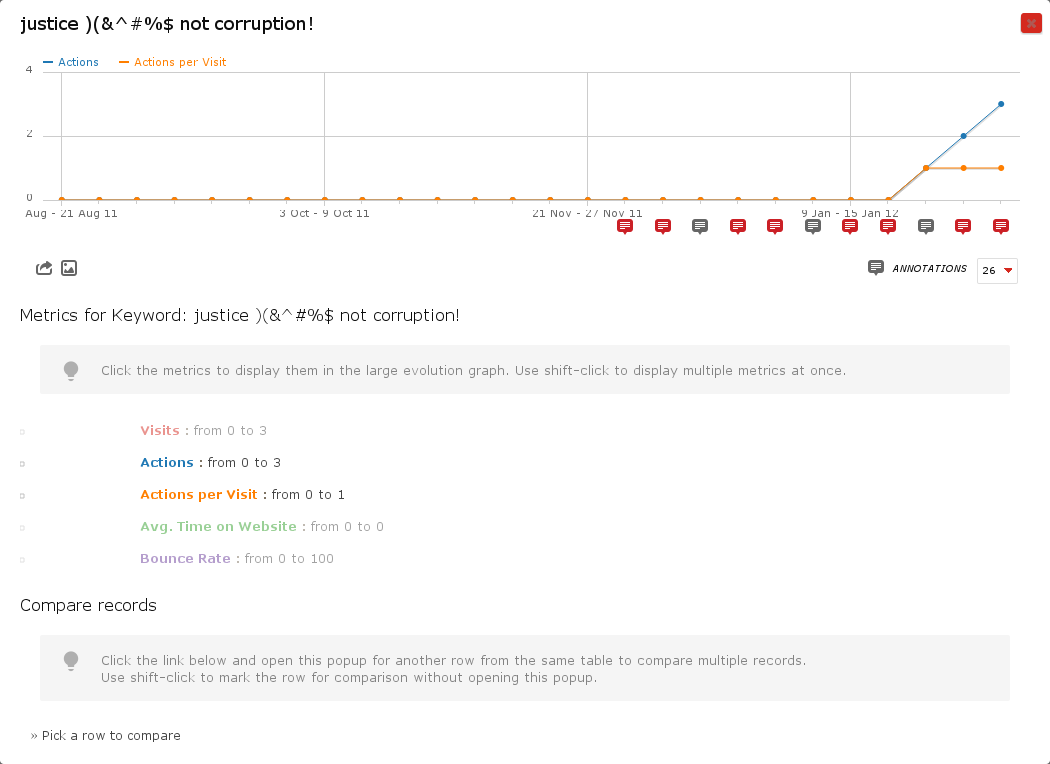 justice )(&^#%$ not corruption!
Actions Actions per Visit
4
2
0
Aug - 21 Aug 11 3 Oct - 9 Oct 11 21 Nov - 27 Nov 11 9 Jan - 15 Jan 12
ANNOTATIONS 26
Metrics for Keyword: justice )(&^#%$ not corruption!
Click the metrics to display them in the large evolution graph. Use shift-click to display multiple metrics at once.
Visits : from 0 to 3
Actions : from 0 to 3
Actions per Visit : from 0 to 1
Avg. Time on Website : from 0 to 0
Bounce Rate : from 0 to 100
Compare records
Click the link below and open this popup for another row from the same table to compare multiple records.
Use shift-click to mark the row for comparison without opening this popup.
» Pick a row to compare